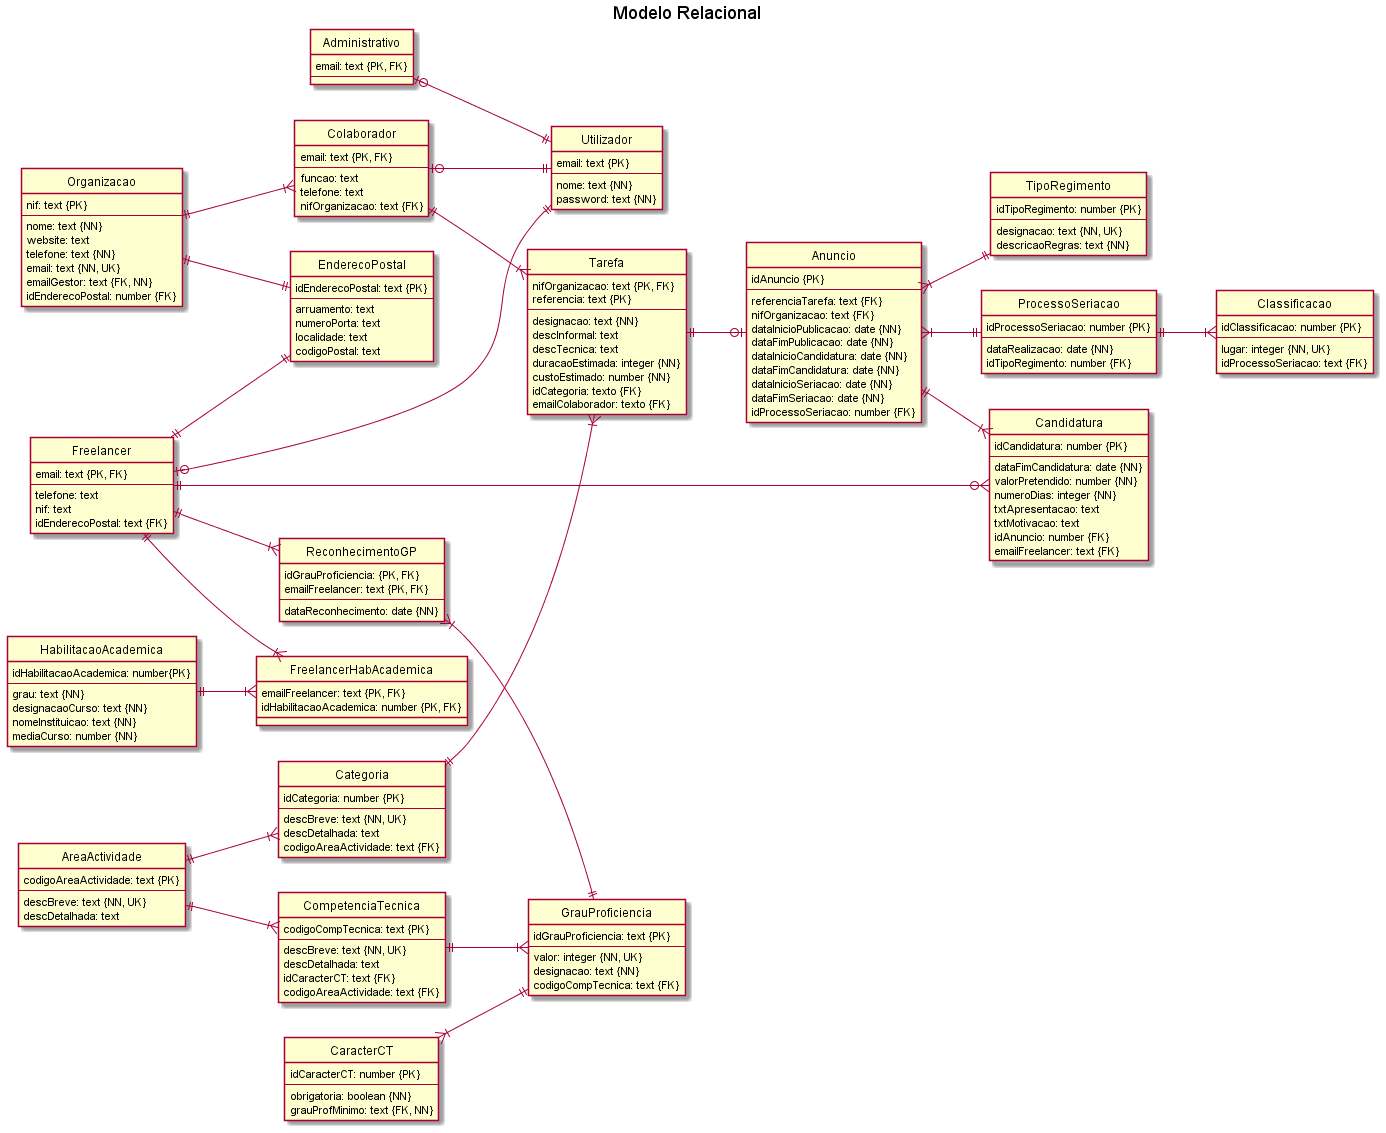 Modelo Relacional
Administrativo
email: text {PK, FK}
Colaborador
email: text {PK, FK}
funcao: text
telefone: text
nifOrganizacao: text {FK}
Utilizador
email: text {PK}
nome: text {NN}
password: text {NN}
Organizacao
nif: text {PK}
nome: text {NN}
website: text
telefone: text {NN}
email: text {NN, UK}
emailGestor: text {FK, NN}
idEnderecoPostal: number {FK}
EnderecoPostal
idEnderecoPostal: text {PK}
arruamento: text
numeroPorta: text
localidade: text
codigoPostal: text
Tarefa
nifOrganizacao: text {PK, FK}
referencia: text {PK}
designacao: text {NN}
descInformal: text
descTecnica: text
duracaoEstimada: integer {NN}
custoEstimado: number {NN}
idCategoria: texto {FK}
emailColaborador: texto {FK}
Anuncio
idAnuncio {PK}
referenciaTarefa: text {FK}
nifOrganizacao: text {FK}
dataInicioPublicacao: date {NN}
dataFimPublicacao: date {NN}
dataInicioCandidatura: date {NN}
dataFimCandidatura: date {NN}
dataInicioSeriacao: date {NN}
dataFimSeriacao: date {NN}
idProcessoSeriacao: number {FK}
TipoRegimento
idTipoRegimento: number {PK}
designacao: text {NN, UK}
descricaoRegras: text {NN}
ProcessoSeriacao
idProcessoSeriacao: number {PK}
dataRealizacao: date {NN}
idTipoRegimento: number {FK}
Classificacao
idClassificacao: number {PK}
lugar: integer {NN, UK}
idProcessoSeriacao: text {FK}
Candidatura
idCandidatura: number {PK}
dataFimCandidatura: date {NN}
valorPretendido: number {NN}
numeroDias: integer {NN}
txtApresentacao: text
txtMotivacao: text
idAnuncio: number {FK}
emailFreelancer: text {FK}
Freelancer
email: text {PK, FK}
telefone: text
nif: text
idEnderecoPostal: text {FK}
ReconhecimentoGP
idGrauProficiencia: {PK, FK}
emailFreelancer: text {PK, FK}
dataReconhecimento: date {NN}
HabilitacaoAcademica
idHabilitacaoAcademica: number{PK}
grau: text {NN}
designacaoCurso: text {NN}
nomeInstituicao: text {NN}
mediaCurso: number {NN}
FreelancerHabAcademica
emailFreelancer: text {PK, FK}
idHabilitacaoAcademica: number {PK, FK}
Categoria
idCategoria: number {PK}
descBreve: text {NN, UK}
descDetalhada: text
codigoAreaActividade: text {FK}
AreaActividade
codigoAreaActividade: text {PK}
descBreve: text {NN, UK}
descDetalhada: text
CompetenciaTecnica
codigoCompTecnica: text {PK}
descBreve: text {NN, UK}
descDetalhada: text
idCaracterCT: text {FK}
codigoAreaActividade: text {FK}
GrauProficiencia
idGrauProficiencia: text {PK}
valor: integer {NN, UK}
designacao: text {NN}
codigoCompTecnica: text {FK}
CaracterCT
idCaracterCT: number {PK}
obrigatoria: boolean {NN}
grauProfMinimo: text {FK, NN}